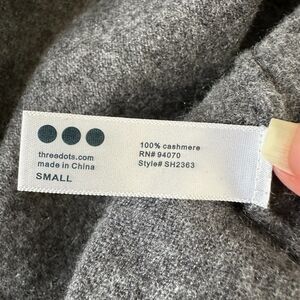 threadots.com
made in China
SMALL
100% cashmere
RN# 94070
Style# SH2363